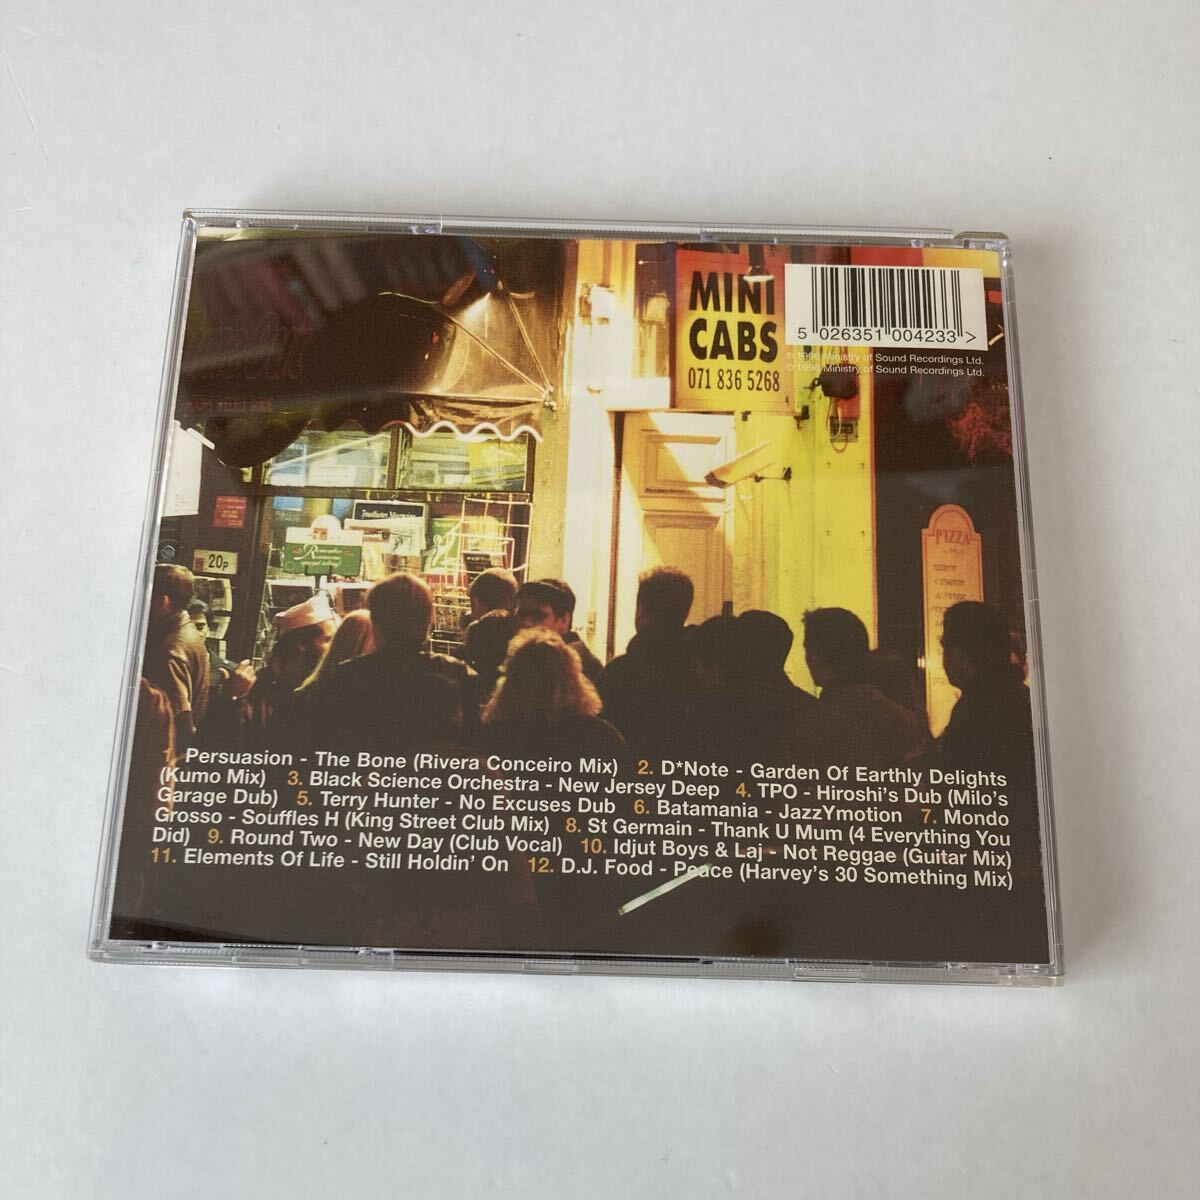 MINI
CABS
071 836 5268
5 026351 004233 >
℗ 1996 Ministry of Sound Recordings Ltd.
© 1996 Ministry of Sound Recordings Ltd.
20p
PIZZA
1. Persuasion - The Bone (Rivera Conceiro Mix) 2. D*Note - Garden Of Earthly Delights
(Kumo Mix) 3. Black Science Orchestra - New Jersey Deep 4. TPO - Hiroshi's Dub (Milo's
Garage Dub) 5. Terry Hunter - No Excuses Dub 6. Batamania - JazzYmotion 7. Mondo
Grosso - Souffles H (King Street Club Mix) 8. St Germain - Thank U Mum (4 Everything You
Did) 9. Round Two - New Day (Club Vocal) 10. Idjut Boys & Laj - Not Reggae (Guitar Mix)
11. Elements Of Life - Still Holdin' On 12. D.J. Food - Peace (Harvey's 30 Something Mix)